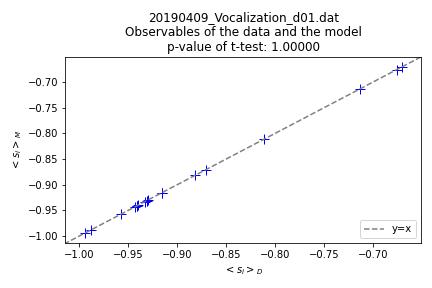 20190409_Vocalization_d01.dat
Observables of the data and the model
p-value of t-test: 1.00000
−0.70
−0.75
−0.80
−0.85
−0.90
−0.95
−1.00
< s_i >_M
y=x
−1.00 −0.95 −0.90 −0.85 −0.80 −0.75 −0.70
< s_i >_D